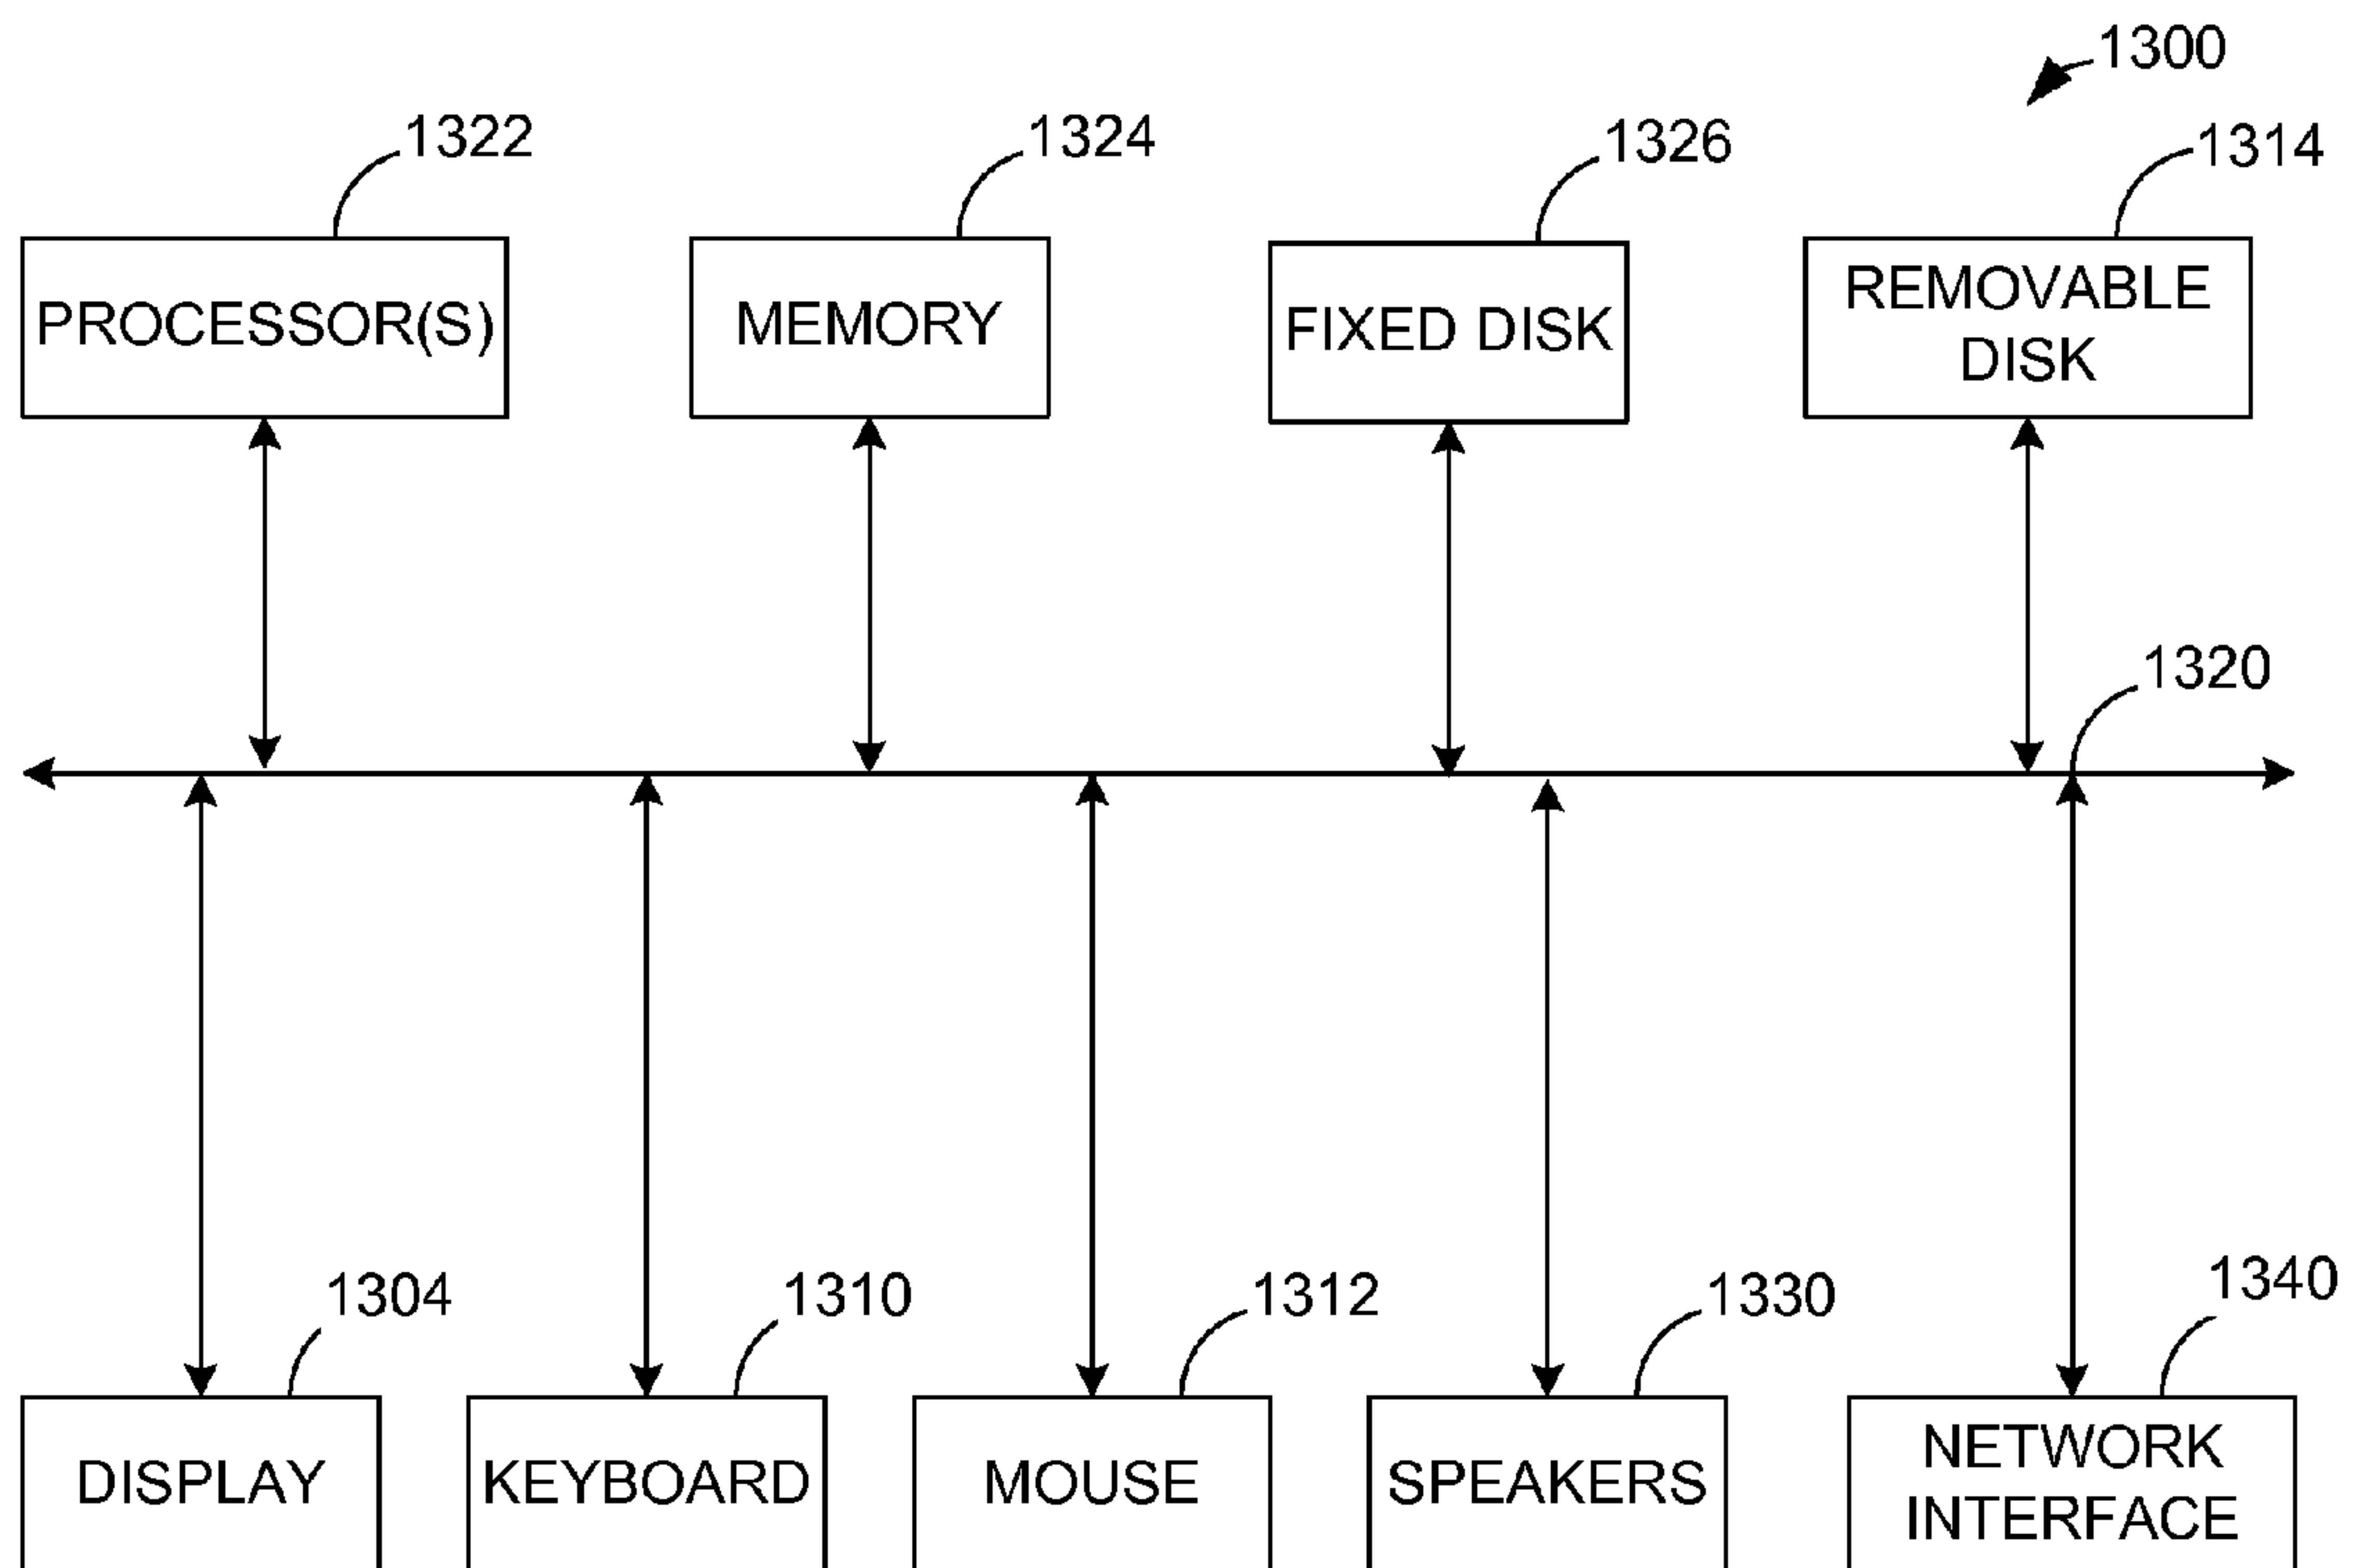 1300
1322
1324
1326
1314
PROCESSOR(S)
MEMORY
FIXED DISK
REMOVABLE
DISK
1320
1304
1310
1312
1330
1340
DISPLAY
KEYBOARD
MOUSE
SPEAKERS
NETWORK
INTERFACE